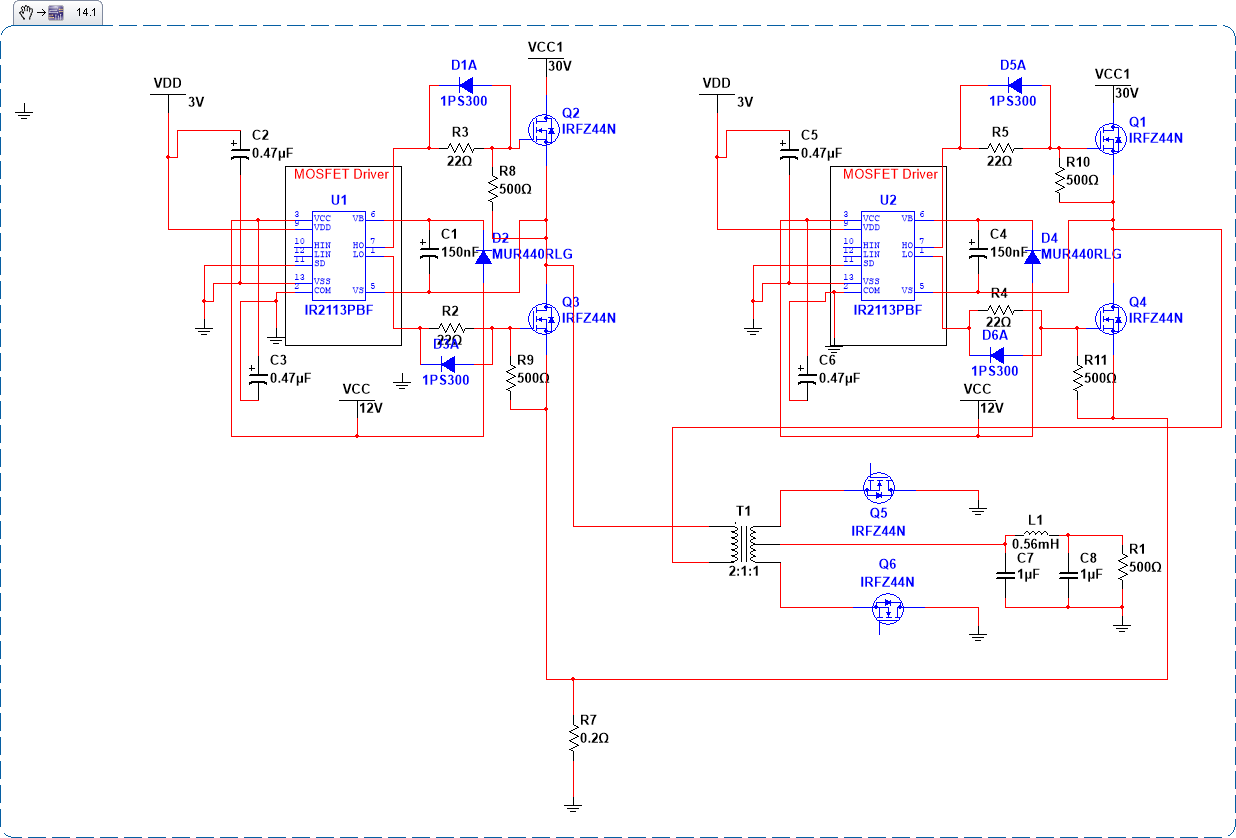 14.1
VDD
3V
C2
0.47µF
D1A
1PS300
R3
22Ω
VCC1
30V
Q2
IRFZ44N
R8
500Ω
MOSFET Driver
U1
3 VCC VB 6
9 VDD
10 HIN HO 7
12 LIN LO 1
11 SD
13 VSS
2 COM VS 5
IR2113PBF
C1
150nF
D2
MUR440RLG
Q3
IRFZ44N
R2
22Ω
D3A
1PS300
R9
500Ω
C3
0.47µF
VCC
12V
VDD
3V
C5
0.47µF
D5A
1PS300
R5
22Ω
VCC1
30V
Q1
IRFZ44N
R10
500Ω
MOSFET Driver
U2
3 VCC VB 6
9 VDD
10 HIN HO 7
12 LIN LO 1
11 SD
13 VSS
2 COM VS 5
IR2113PBF
C4
150nF
D4
MUR440RLG
R4
22Ω
D6A
1PS300
Q4
IRFZ44N
R11
500Ω
C6
0.47µF
VCC
12V
T1
2:1:1
Q5
IRFZ44N
Q6
IRFZ44N
L1
0.56mH
C7
1µF
C8
1µF
R1
500Ω
R7
0.2Ω